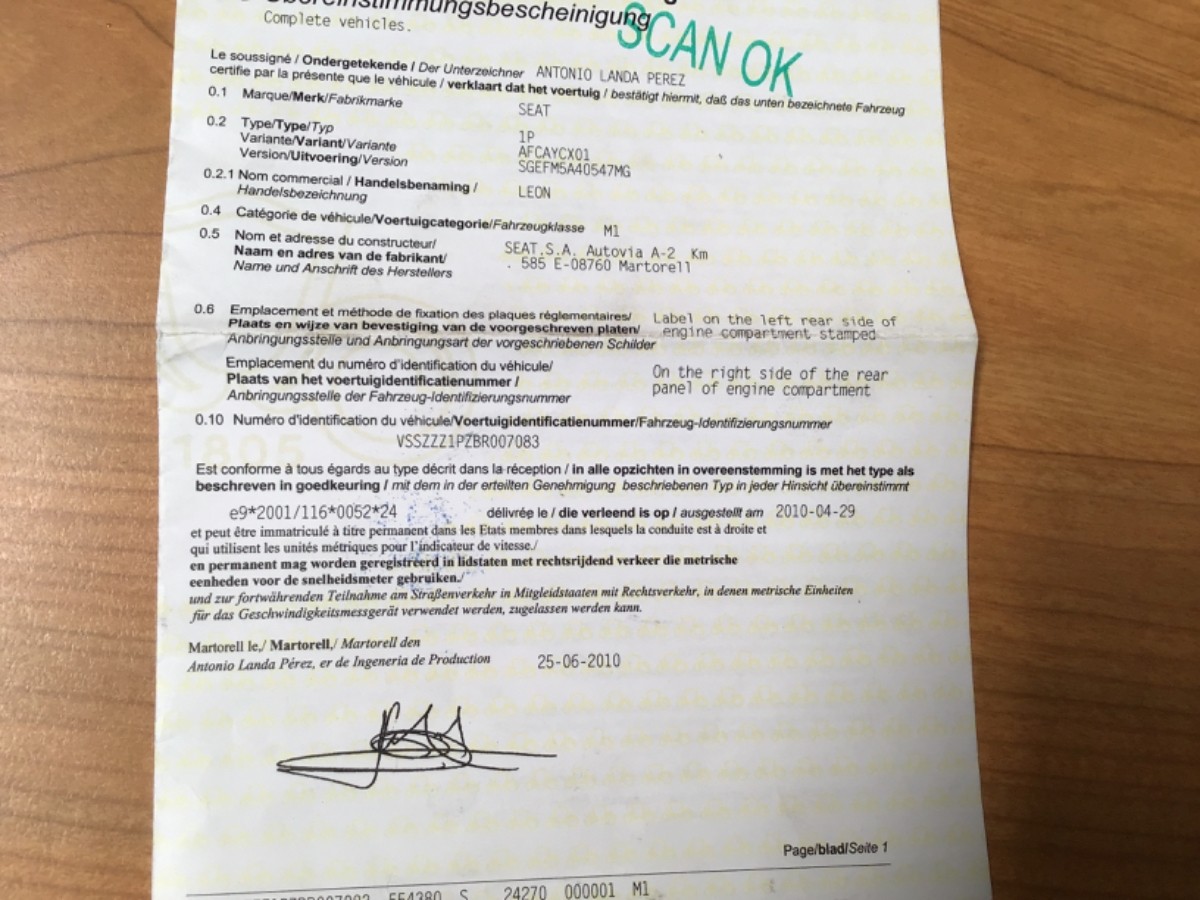 Übereinstimmungsbescheinigung
Complete vehicles.
SCAN OK
Le soussigné / Ondergetekende / Der Unterzeichner ANTONIO LANDA PEREZ
certifie par la présente que le véhicule / verklaart dat het voertuig / bestätigt hiermit, daß das unten bezeichnete Fahrzeug
0.1 Marque/Merk/Fabrikmarke SEAT
0.2 Type/Type/Typ 1P
Variante/Variant/Variante AFCAYCX01
Version/Uitvoering/Version SGEFM5A40547MG
0.2.1 Nom commercial / Handelsbenaming / LEON
Handelsbezeichnung
0.4 Catégorie de véhicule/Voertuigcategorie/Fahrzeugklasse M1
0.5 Nom et adresse du constructeur/ SEAT,S.A. Autovia A-2 Km
Naam en adres van de fabrikant/ . 585 E-08760 Martorell
Name und Anschrift des Herstellers
0.6 Emplacement et méthode de fixation des plaques réglementaires/ Label on the left rear side of
Plaats en wijze van bevestiging van de voorgeschreven platen/ engine compartment stamped
Anbringungsstelle und Anbringungsart der vorgeschriebenen Schilder
Emplacement du numéro d'identification du véhicule/ On the right side of the rear
Plaats van het voertuigidentificatienummer / panel of engine compartment
Anbringungsstelle der Fahrzeug-Identifizierungsnummer
0.10 Numéro d'identification du véhicule/Voertuigidentificatienummer/Fahrzeug-Identifizierungsnummer
VSSZZZ1PZBR007083
1805
Est conforme à tous égards au type décrit dans la réception / in alle opzichten in overeenstemming is met het type als
beschreven in goedkeuring / mit dem in der erteilten Genehmigung beschriebenen Typ in jeder Hinsicht übereinstimmt
e9*2001/116*0052*24 délivrée le / die verleend is op / ausgestellt am 2010-04-29
et peut être immatriculé à titre permanent dans les Etats membres dans lesquels la conduite est à droite et
qui utilisent les unités métriques pour l'indicateur de vitesse./
en permanent mag worden geregistreerd in lidstaten met rechtsrijdend verkeer die metrische
eenheden voor de snelheidsmeter gebruiken./
und zur fortwährenden Teilnahme am Straßenverkehr in Mitgleidstaaten mit Rechtsverkehr, in denen metrische Einheiten
für das Geschwindigkeitsmessgerät verwendet werden, zugelassen werden kann.
Martorell le,/ Martorell,/ Martorell den
Antonio Landa Pérez, er de Ingeneria de Production 25-06-2010
Page/blad/Seite 1
S 24270 000001 M1